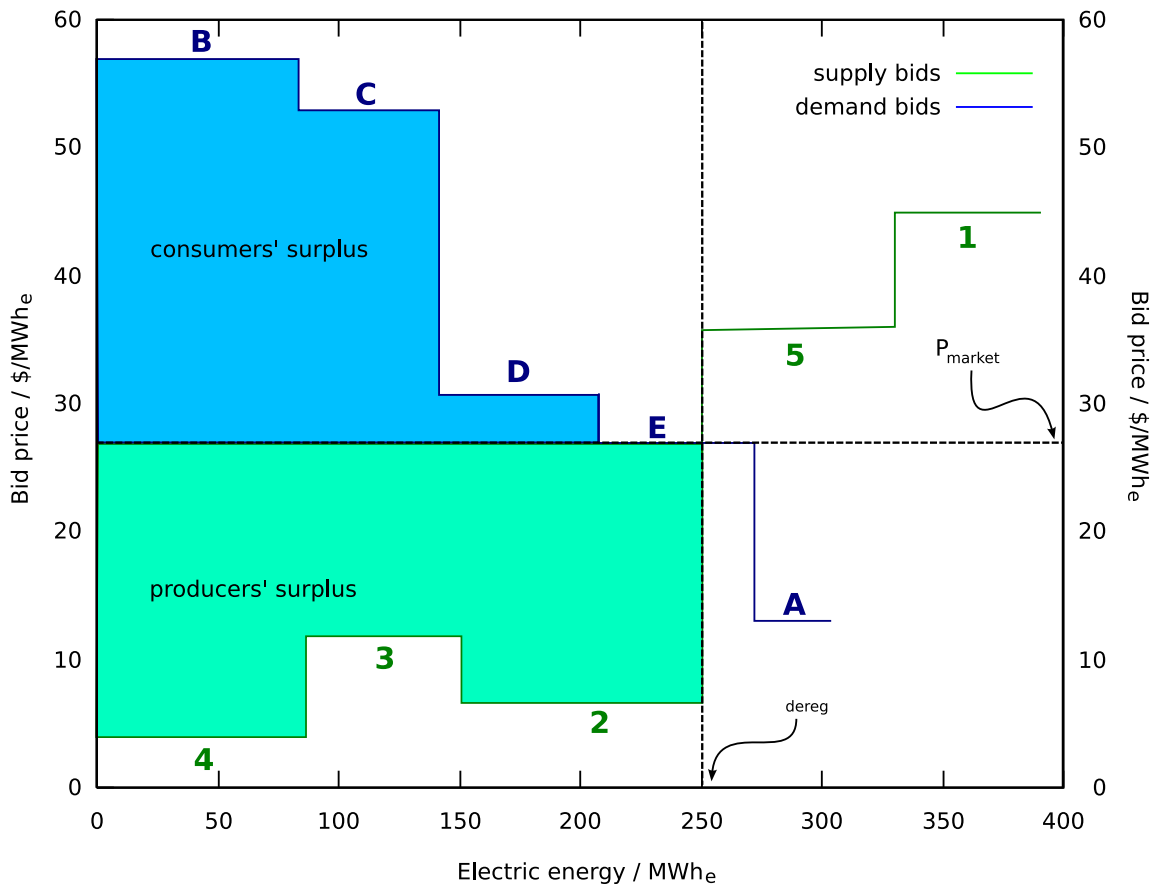 60
50
40
30
20
10
0
Bid price / $/MWhe
B
C
D
E
A
consumers' surplus
producers' surplus
4
3
2
5
1
supply bids
demand bids
Pmarket
dereg
60
50
40
30
20
10
0
Bid price / $/MWhe
0 50 100 150 200 250 300 350 400
Electric energy / MWhe